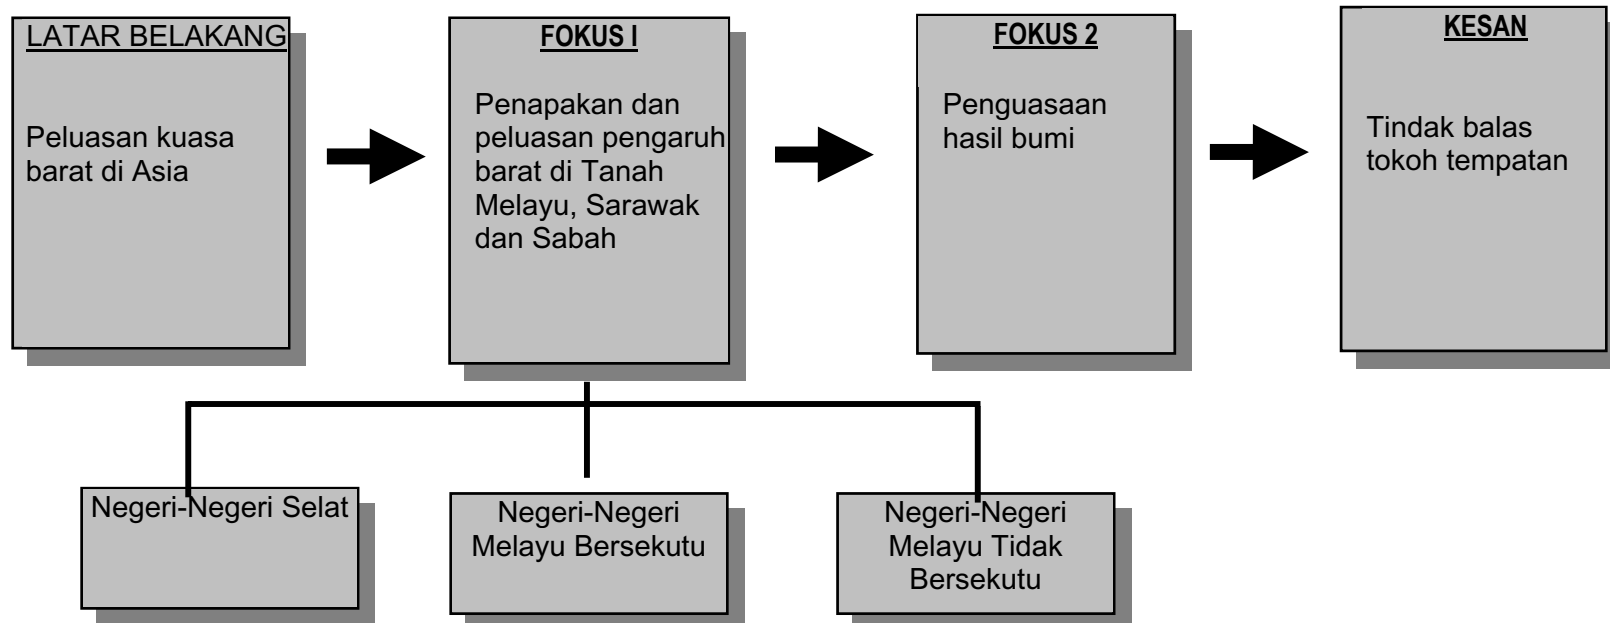 LATAR BELAKANG
Peluasan kuasa
barat di Asia
FOKUS I
Penapakan dan
peluasan pengaruh
barat di Tanah
Melayu, Sarawak
dan Sabah
FOKUS 2
Penguasaan
hasil bumi
KESAN
Tindak balas
tokoh tempatan
Negeri-Negeri Selat
Negeri-Negeri
Melayu Bersekutu
Negeri-Negeri
Melayu Tidak
Bersekutu